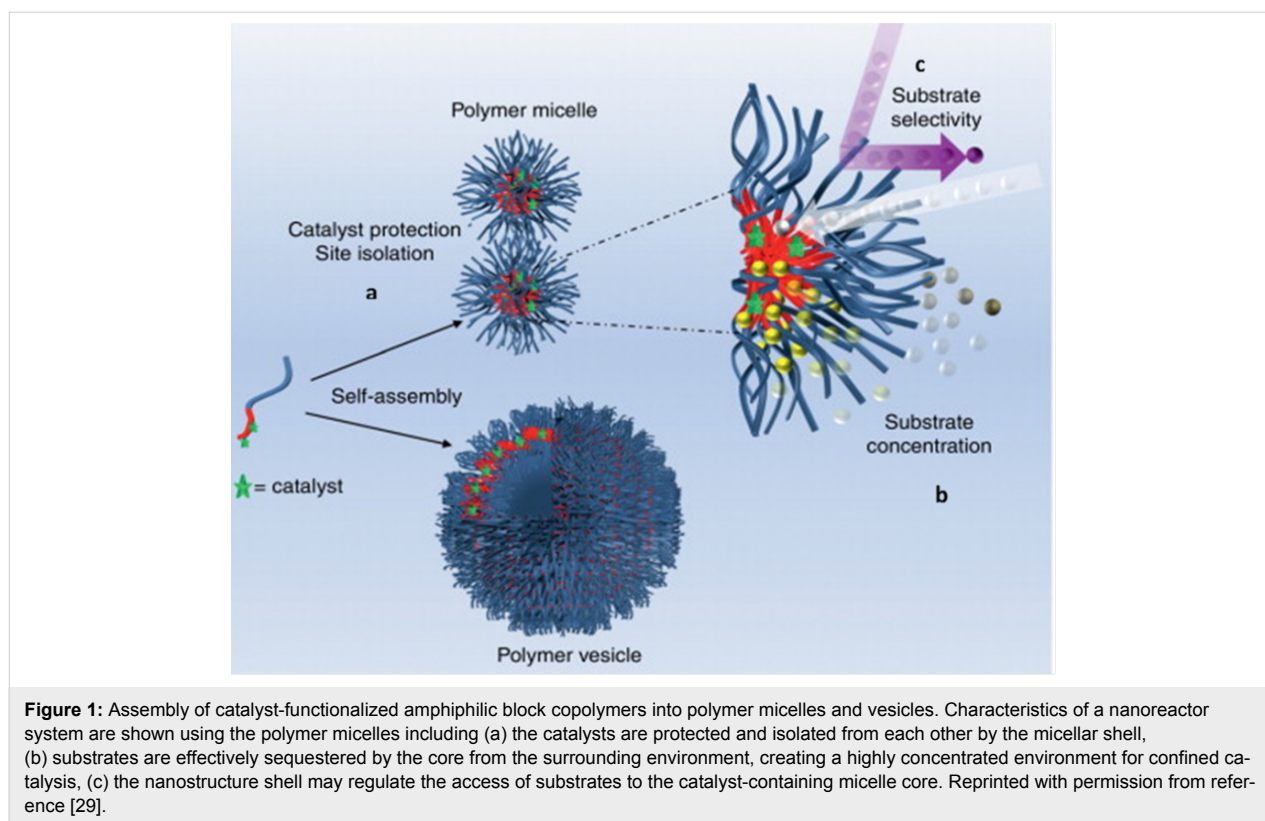 c
Substrate
selectivity
Polymer micelle
Catalyst protection
Site isolation
a
Self-assembly
= catalyst
Substrate
concentration
b
Polymer vesicle
Figure 1: Assembly of catalyst-functionalized amphiphilic block copolymers into polymer micelles and vesicles. Characteristics of a nanoreactor
system are shown using the polymer micelles including (a) the catalysts are protected and isolated from each other by the micellar shell,
(b) substrates are effectively sequestered by the core from the surrounding environment, creating a highly concentrated environment for confined ca-
talysis, (c) the nanostructure shell may regulate the access of substrates to the catalyst-containing micelle core. Reprinted with permission from refer-
ence [29].